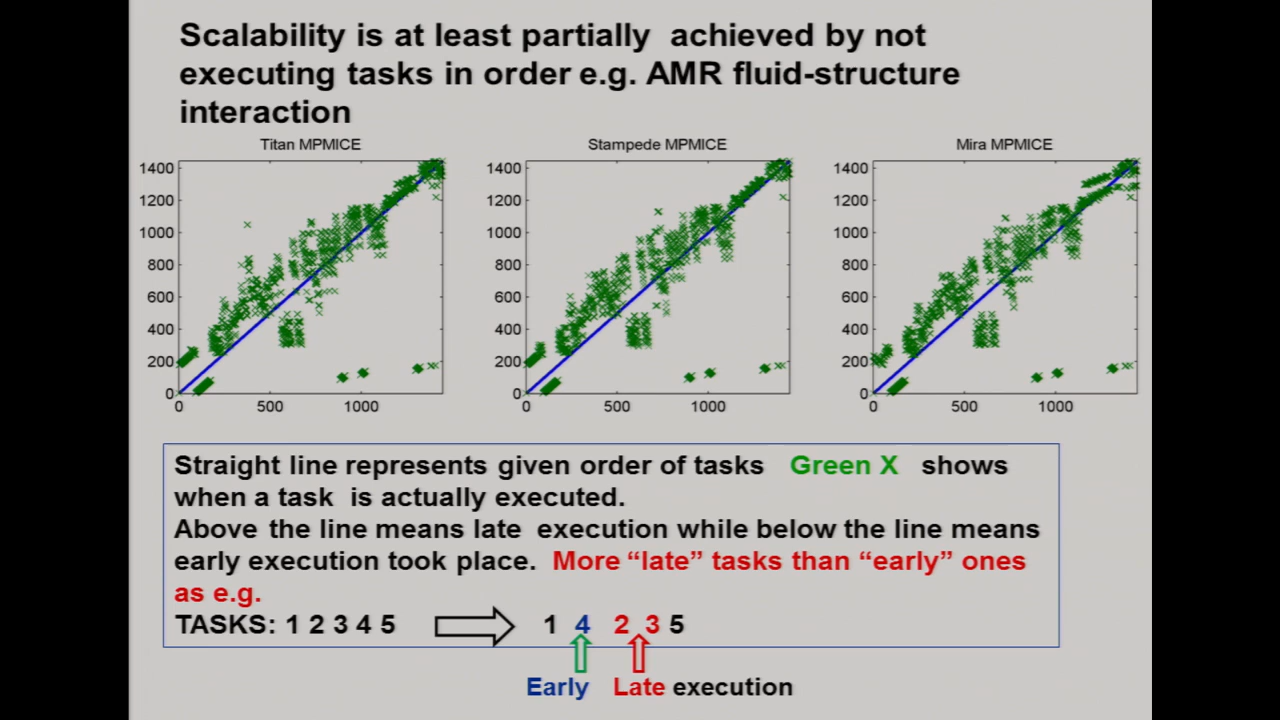 Scalability is at least partially achieved by not
executing tasks in order e.g. AMR fluid-structure
interaction
Titan MPMICE
1400
1200
1000
800
600
400
200
0
0 500 1000
Stampede MPMICE
1400
1200
1000
800
600
400
200
0
0 500 1000
Mira MPMICE
1400
1200
1000
800
600
400
200
0
0 500 1000
Straight line represents given order of tasks Green X shows
when a task is actually executed.
Above the line means late execution while below the line means
early execution took place. More “late” tasks than “early” ones
as e.g.
TASKS: 1 2 3 4 5 1 4 2 3 5
Early Late execution